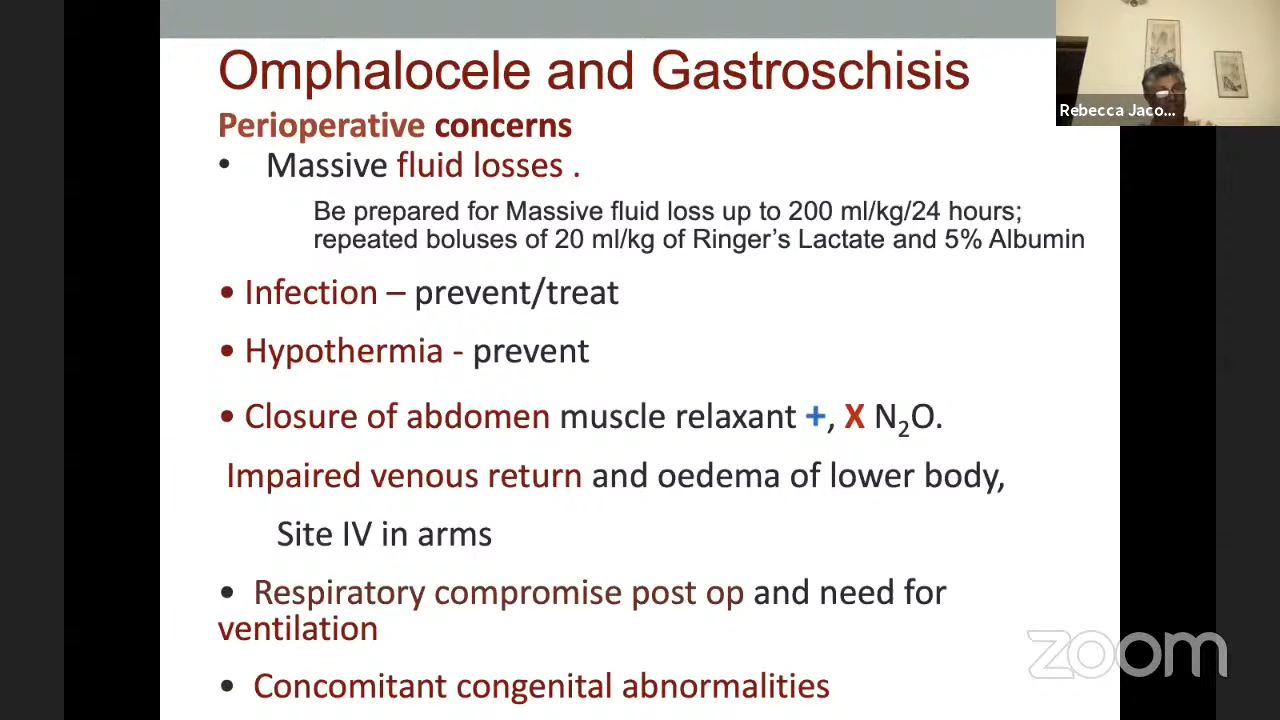 Omphalocele and Gastroschisis
Rebecca Jaco...
Perioperative concerns
• Massive fluid losses .
Be prepared for Massive fluid loss up to 200 ml/kg/24 hours;
repeated boluses of 20 ml/kg of Ringer's Lactate and 5% Albumin
• Infection – prevent/treat
• Hypothermia - prevent
• Closure of abdomen muscle relaxant +, X N₂O.
Impaired venous return and oedema of lower body,
Site IV in arms
• Respiratory compromise post op and need for
ventilation
• Concomitant congenital abnormalities
zoom